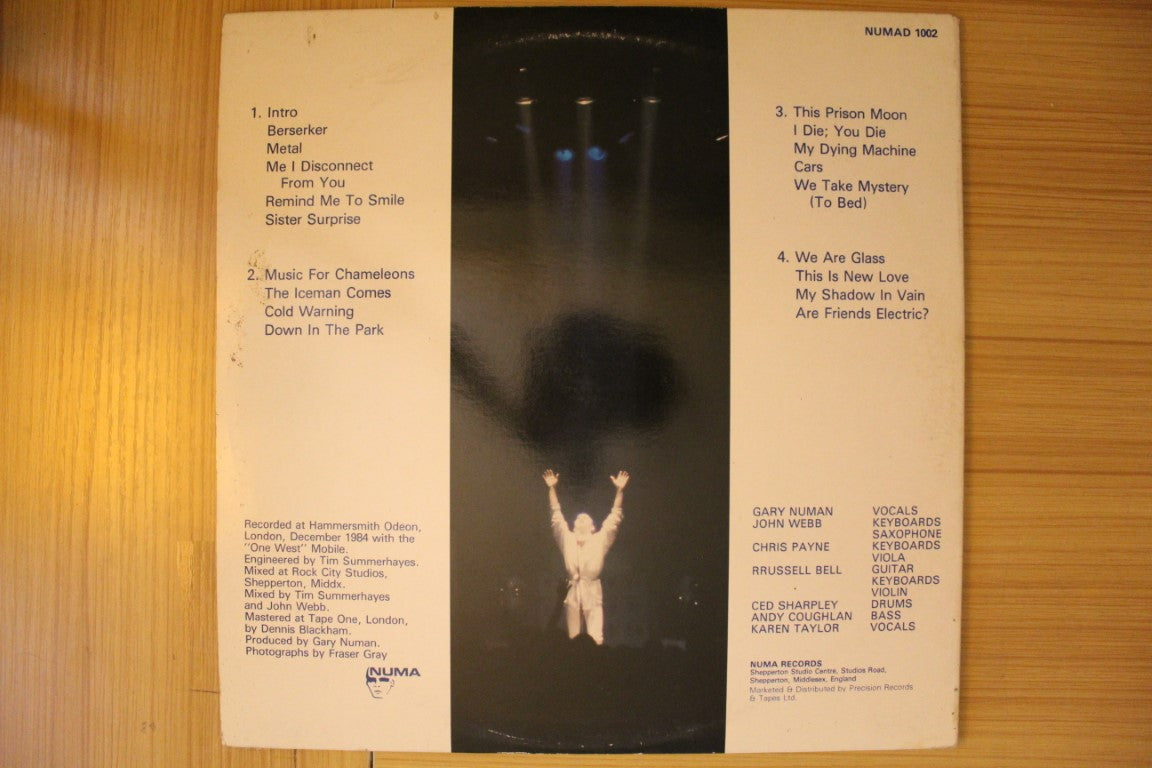 NUMAD 1002
1. Intro
Berserker
Metal
Me I Disconnect
From You
Remind Me To Smile
Sister Surprise
2. Music For Chameleons
The Iceman Comes
Cold Warning
Down In The Park
3. This Prison Moon
I Die; You Die
My Dying Machine
Cars
We Take Mystery
(To Bed)
4. We Are Glass
This Is New Love
My Shadow In Vain
Are Friends Electric?
Recorded at Hammersmith Odeon,
London, December 1984 with the
"One West" Mobile.
Engineered by Tim Summerhayes.
Mixed at Rock City Studios,
Shepperton, Middx.
Mixed by Tim Summerhayes
and John Webb.
Mastered at Tape One, London,
by Dennis Blackham.
Produced by Gary Numan.
Photographs by Fraser Gray
NUMA
GARY NUMAN VOCALS
JOHN WEBB KEYBOARDS
SAXOPHONE
CHRIS PAYNE KEYBOARDS
VIOLA
RRUSSELL BELL GUITAR
KEYBOARDS
VIOLIN
CED SHARPLEY DRUMS
ANDY COUGHLAN BASS
KAREN TAYLOR VOCALS
NUMA RECORDS
Shepperton Studio Centre, Studios Road,
Shepperton, Middlesex, England
Marketed & Distributed by Precision Records
& Tapes Ltd.